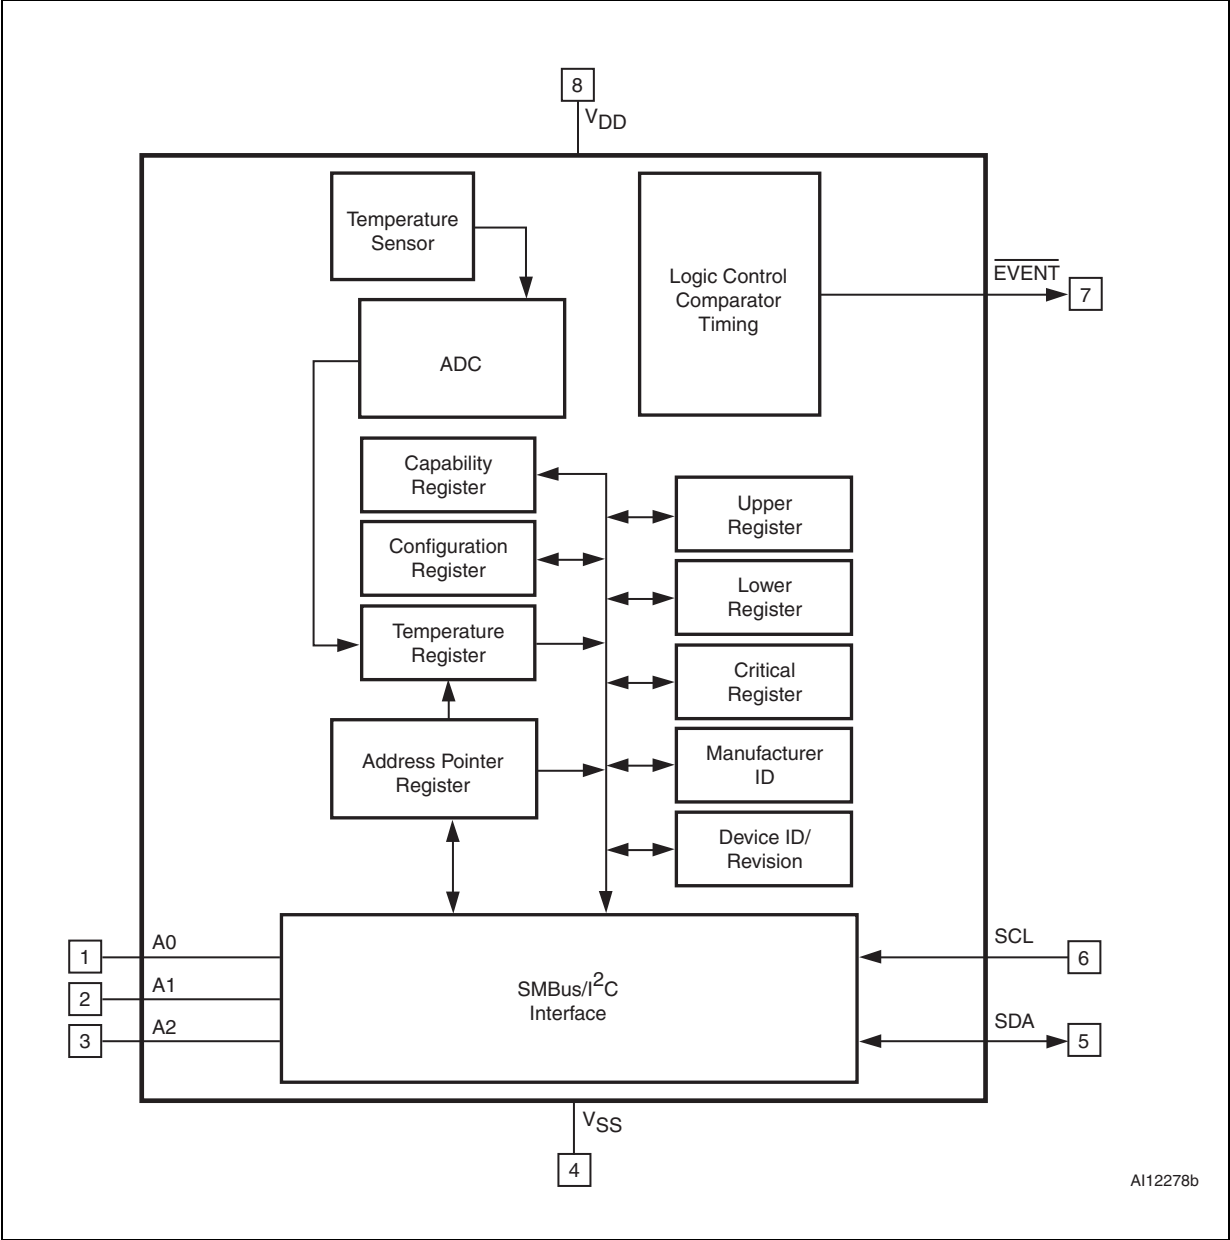 8
VDD
Temperature
Sensor
Logic Control
Comparator
Timing
EVENT
7
ADC
Capability
Register
Upper
Register
Configuration
Register
Lower
Register
Temperature
Register
Critical
Register
Address Pointer
Register
Manufacturer
ID
Device ID/
Revision
1
A0
SCL
6
2
A1
SMBus/I²C
Interface
3
A2
SDA
5
VSS
4
AI12278b